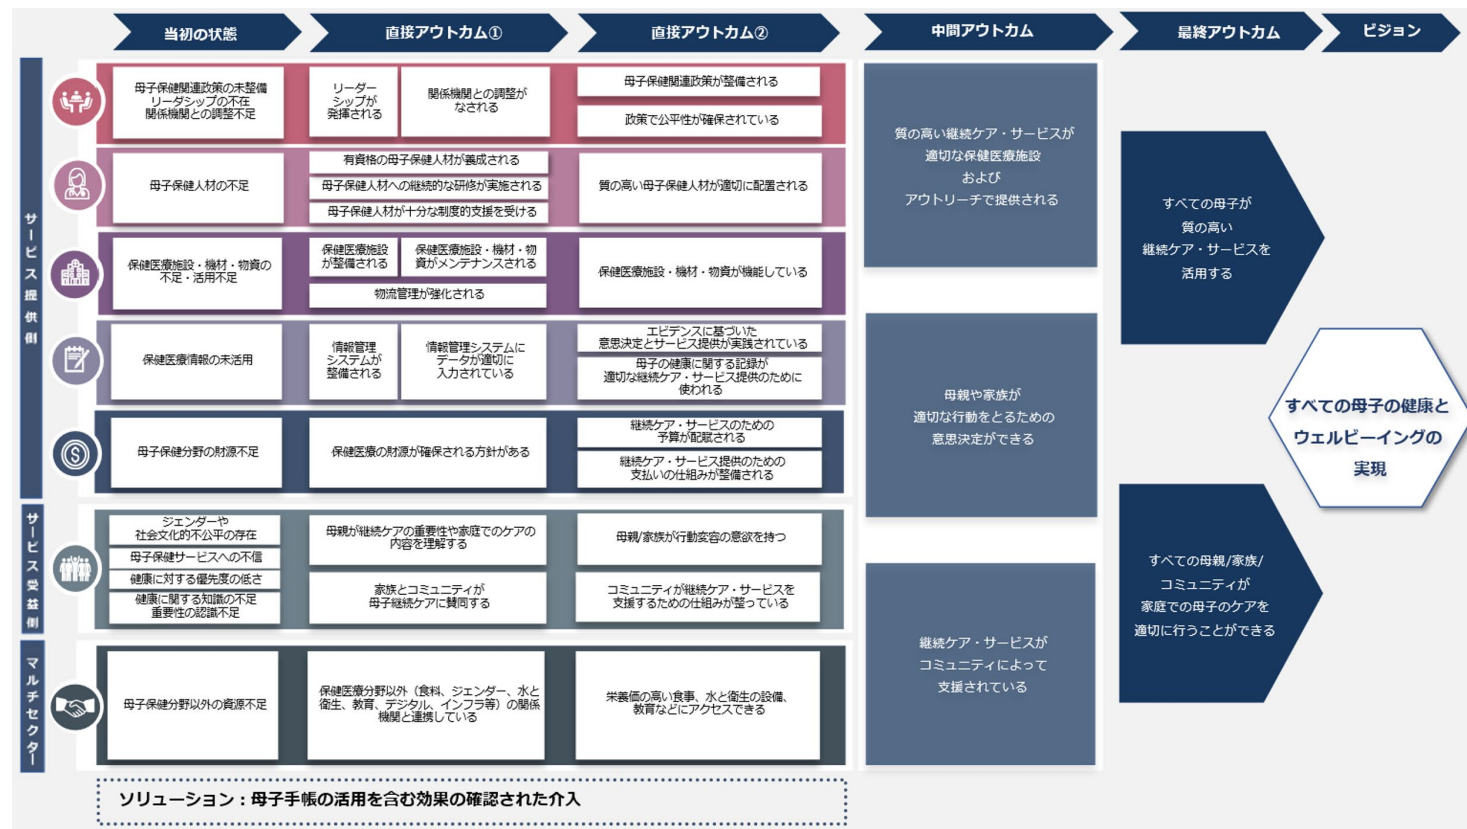 当初の状態
直接アウトカム①
直接アウトカム②
中間アウトカム
最終アウトカム
ビジョン
サービス提供側
母子保健関連政策の未整備
リーダシップの不在
関係機関との調整不足
リーダー
シップが
発揮される
関係機関との調整が
なされる
母子保健関連政策が整備される
政策で公平性が確保されている
母子保健人材の不足
有資格の母子保健人材が養成される
母子保健人材への継続的な研修が実施される
母子保健人材が十分な制度的支援を受ける
質の高い母子保健人材が適切に配置される
保健医療施設・機材・物資の
不足・活用不足
保健医療施設
が整備される
保健医療施設・機材・物
資がメンテナンスされる
物流管理が強化される
保健医療施設・機材・物資が機能している
保健医療情報の未活用
情報管理
システムが
整備される
情報管理システムに
データが適切に
入力されている
エビデンスに基づいた
意思決定とサービス提供が実践されている
母子の健康に関する記録が
適切な継続ケア・サービス提供のために
使われる
母子保健分野の財源不足
保健医療の財源が確保される方針がある
継続ケア・サービスのための
予算が配賦される
継続ケア・サービス提供のための
支払いの仕組みが整備される
サービス受益側
ジェンダーや
社会文化的不公平の存在
母子保健サービスへの不信
健康に対する優先度の低さ
健康に関する知識の不足
重要性の認識不足
母親が継続ケアの重要性や家庭でのケアの
内容を理解する
家族とコミュニティが
母子継続ケアに賛同する
母親/家族が行動変容の意欲を持つ
コミュニティが継続ケア・サービスを
支援するための仕組みが整っている
マルチセクター
母子保健分野以外の資源不足
保健医療分野以外（食料、ジェンダー、水と
衛生、教育、デジタル、インフラ等）の関係
機関と連携している
栄養価の高い食事、水と衛生の設備、
教育などにアクセスできる
質の高い継続ケア・サービスが
適切な保健医療施設
および
アウトリーチで提供される
母親や家族が
適切な行動をとるための
意思決定ができる
継続ケア・サービスが
コミュニティによって
支援されている
すべての母子が
質の高い
継続ケア・サービスを
活用する
すべての母親/家族/
コミュニティが
家庭での母子のケアを
適切に行うことができる
すべての母子の健康と
ウェルビーイングの
実現
ソリューション：母子手帳の活用を含む効果の確認された介入